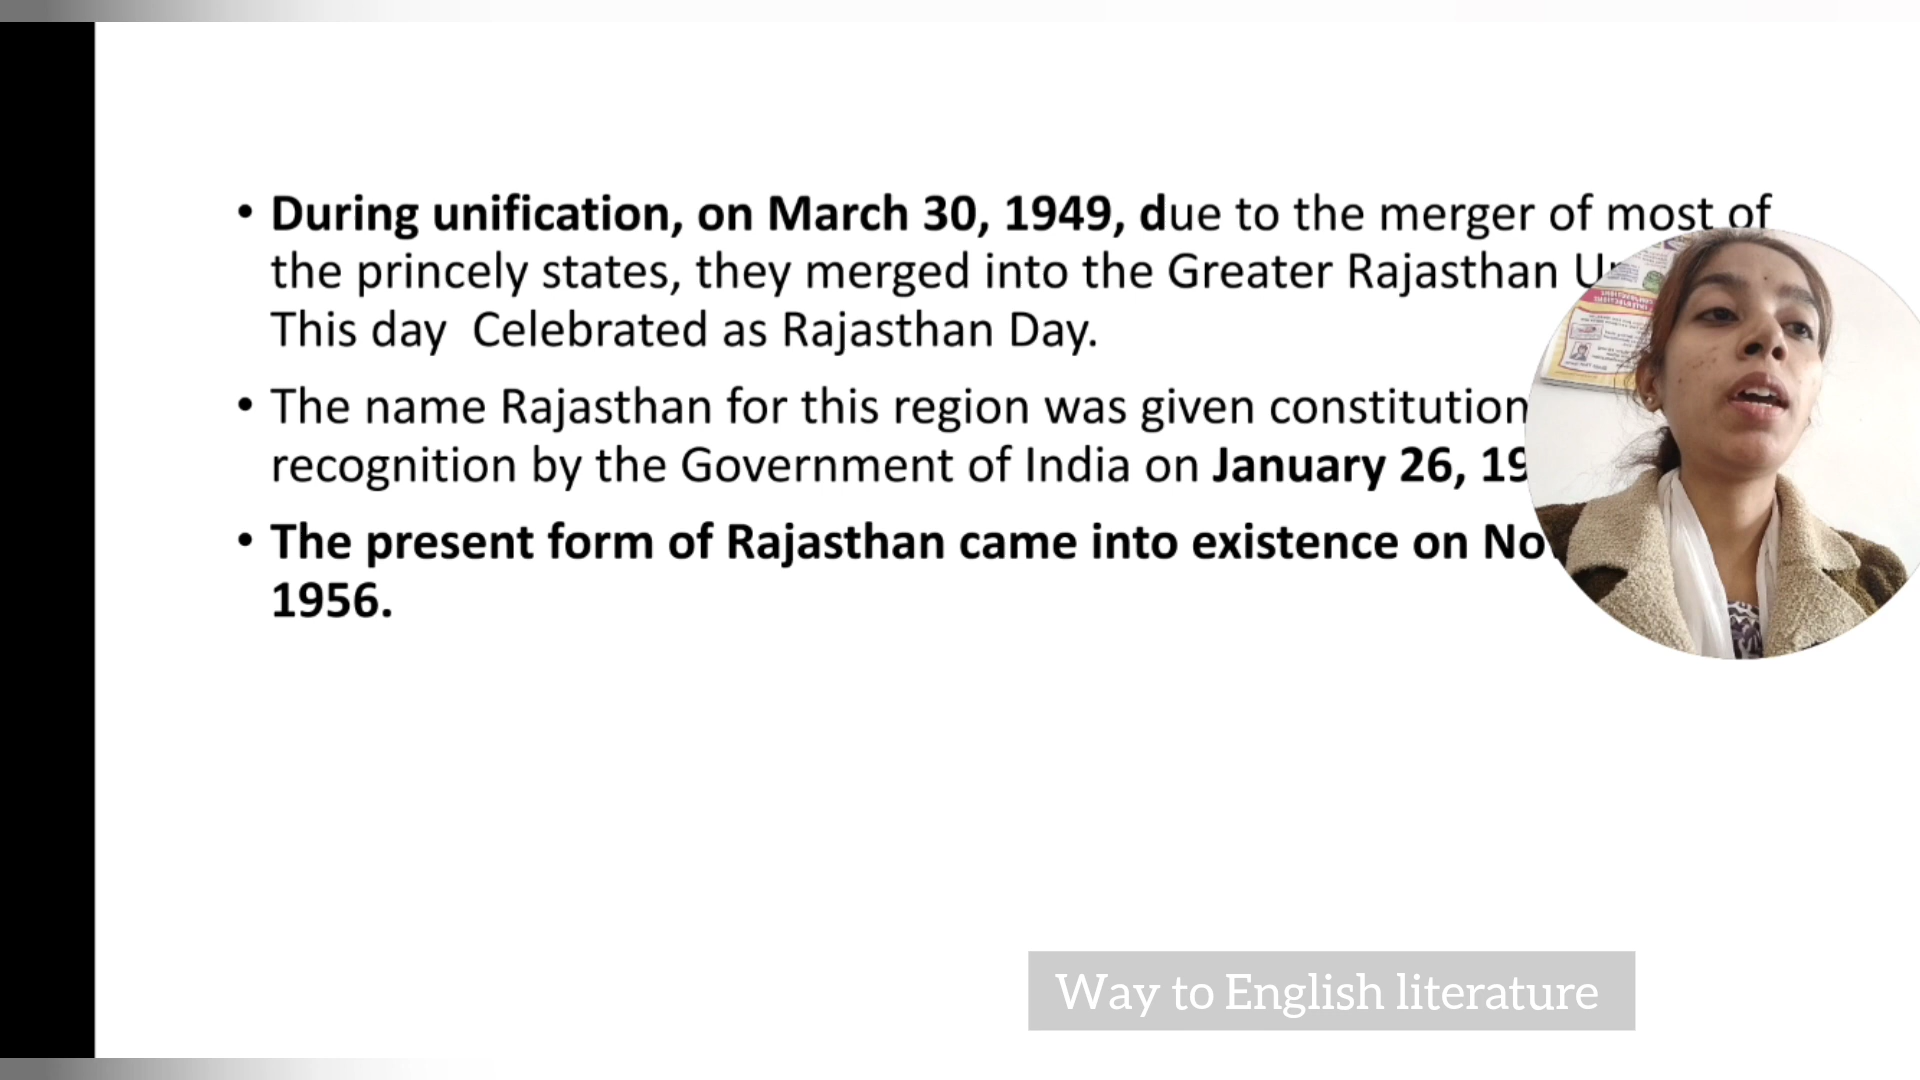 • During unification, on March 30, 1949, due to the merger of most of
the princely states, they merged into the Greater Rajasthan
This day  Celebrated as Rajasthan Day.
• The name Rajasthan for this region was given
recognition by the Government of India on January 26,
• The present form of Rajasthan came into existence on
1956.
Way to English literature